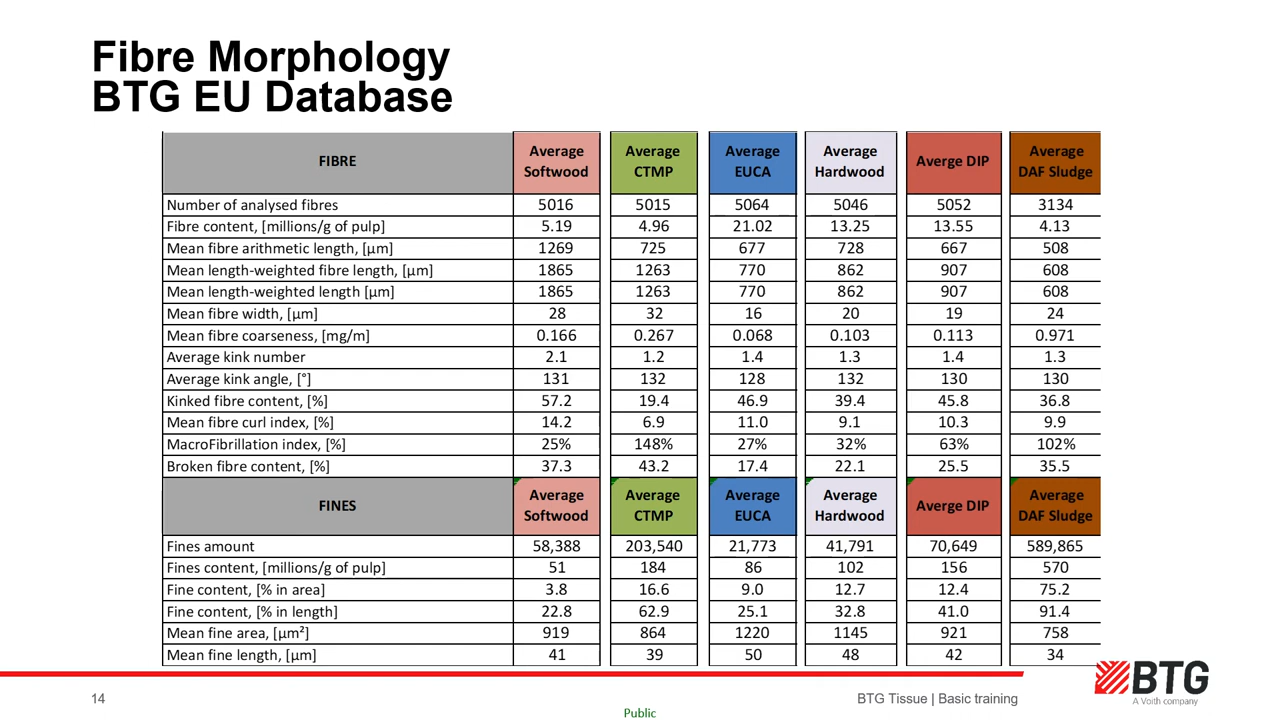 Fibre Morphology
BTG EU Database
FIBRE Average Softwood Average CTMP Average EUCA Average Hardwood Averge DIP Average DAF Sludge
Number of analysed fibres 5016 5015 5064 5046 5052 3134
Fibre content, [millions/g of pulp] 5.19 4.96 21.02 13.25 13.55 4.13
Mean fibre arithmetic length, [µm] 1269 725 677 728 667 508
Mean length-weighted fibre length, [µm] 1865 1263 770 862 907 608
Mean length-weighted length [µm] 1865 1263 770 862 907 608
Mean fibre width, [µm] 28 32 16 20 19 24
Mean fibre coarseness, [mg/m] 0.166 0.267 0.068 0.103 0.113 0.971
Average kink number 2.1 1.2 1.4 1.3 1.4 1.3
Average kink angle, [°] 131 132 128 132 130 130
Kinked fibre content, [%] 57.2 19.4 46.9 39.4 45.8 36.8
Mean fibre curl index, [%] 14.2 6.9 11.0 9.1 10.3 9.9
MacroFibrillation index, [%] 25% 148% 27% 32% 63% 102%
Broken fibre content, [%] 37.3 43.2 17.4 22.1 25.5 35.5
FINES Average Softwood Average CTMP Average EUCA Average Hardwood Averge DIP Average DAF Sludge
Fines amount 58,388 203,540 21,773 41,791 70,649 589,865
Fines content, [millions/g of pulp] 51 184 86 102 156 570
Fine content, [% in area] 3.8 16.6 9.0 12.7 12.4 75.2
Fine content, [% in length] 22.8 62.9 25.1 32.8 41.0 91.4
Mean fine area, [µm²] 919 864 1220 1145 921 758
Mean fine length, [µm] 41 39 50 48 42 34
14
BTG Tissue | Basic training
BTG
A Voith company
Public